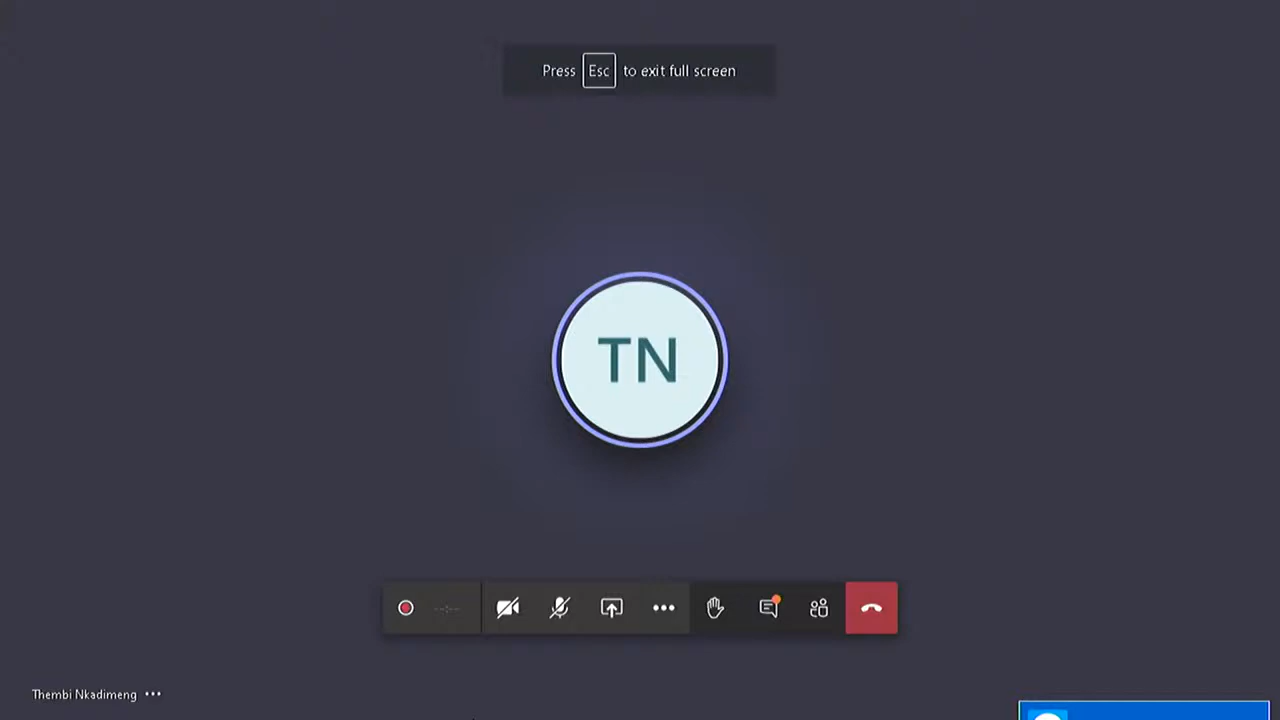 Press Esc to exit full screen
TN
--:--
Thembi Nkadimeng